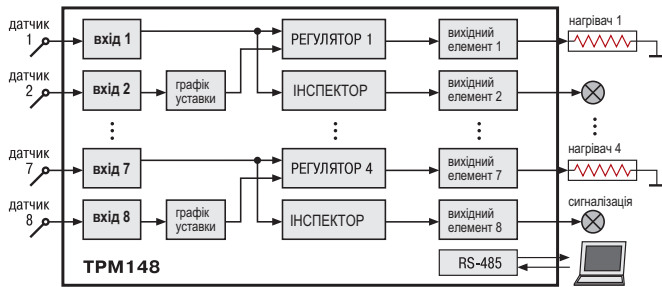 датчик
1
вхід 1
РЕГУЛЯТОР 1
вихідний
елемент 1
нагрівач 1
датчик
2
вхід 2
графік
уставки
ІНСПЕКТОР
вихідний
елемент 2
датчик
7
вхід 7
РЕГУЛЯТОР 4
вихідний
елемент 7
нагрівач 4
датчик
8
вхід 8
графік
уставки
ІНСПЕКТОР
вихідний
елемент 8
сигналізація
ТРМ148
RS-485